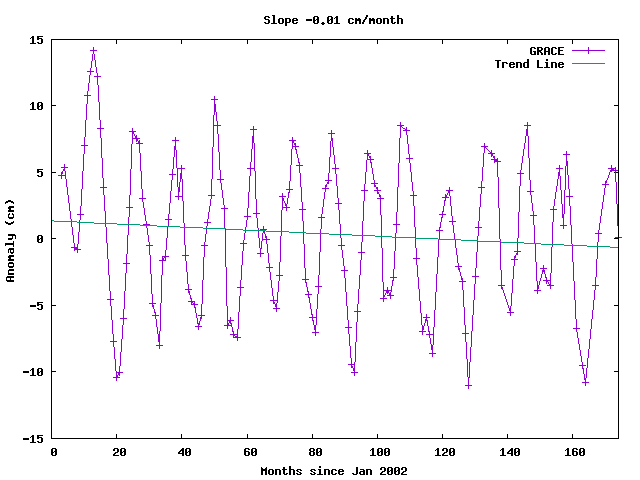 Slope -0.01 cm/month
GRACE
Trend Line
15
10
5
0
-5
-10
-15
Anomaly (cm)
0 20 40 60 80 100 120 140 160
Months since Jan 2002